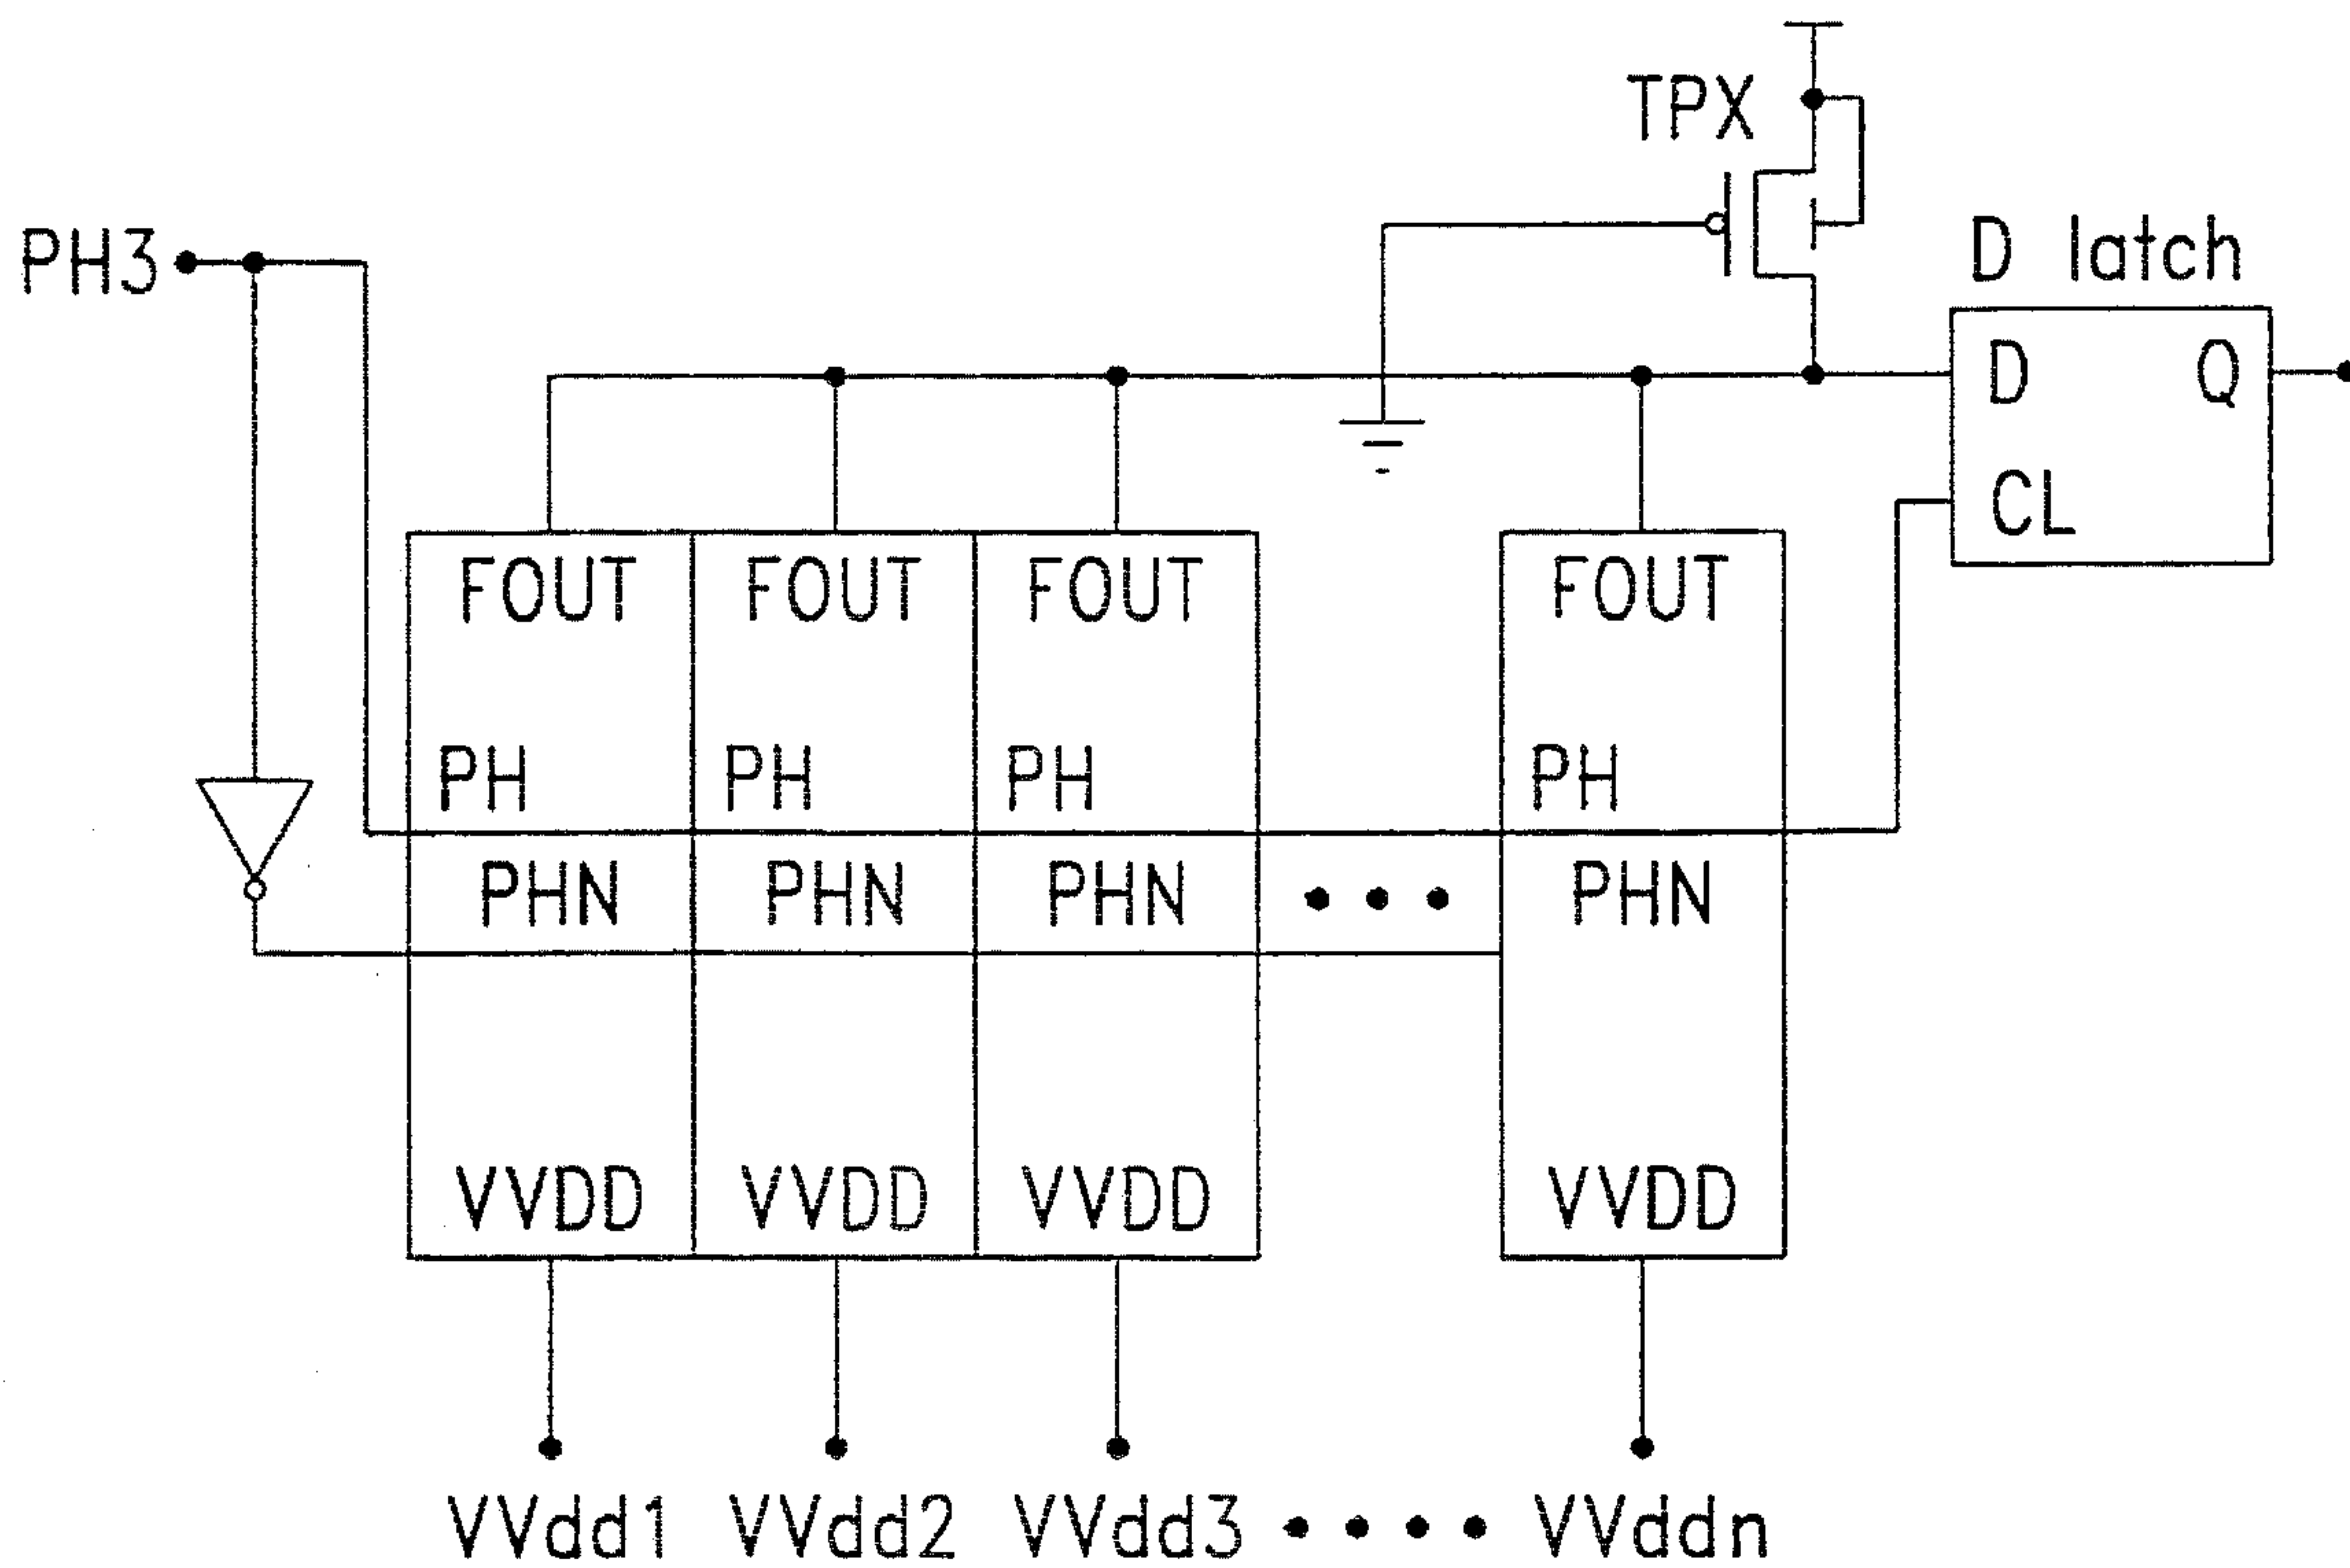 TPX
PH3
D latch
D Q
CL
FOUT FOUT FOUT FOUT
PH PH PH PH
PHN PHN PHN PHN
VVDD VVDD VVDD VVDD
VVdd1 VVdd2 VVdd3 •••• VVddn